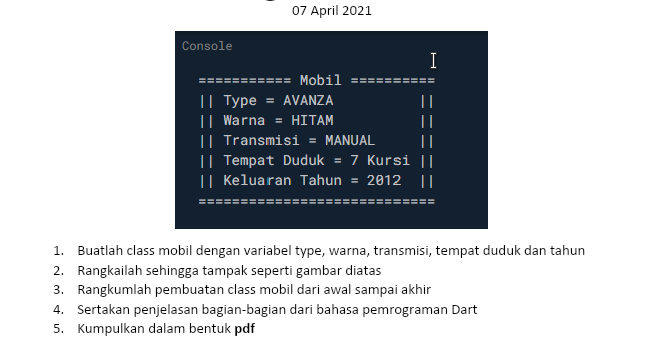 07 April 2021
Console
=========== Mobil ==========
|| Type = AVANZA ||
|| Warna = HITAM ||
|| Transmisi = MANUAL ||
|| Tempat Duduk = 7 Kursi ||
|| Keluaran Tahun = 2012 ||
============================
1. Buatlah class mobil dengan variabel type, warna, transmisi, tempat duduk dan tahun
2. Rangkailah sehingga tampak seperti gambar diatas
3. Rangkumlah pembuatan class mobil dari awal sampai akhir
4. Sertakan penjelasan bagian-bagian dari bahasa pemrograman Dart
5. Kumpulkan dalam bentuk pdf